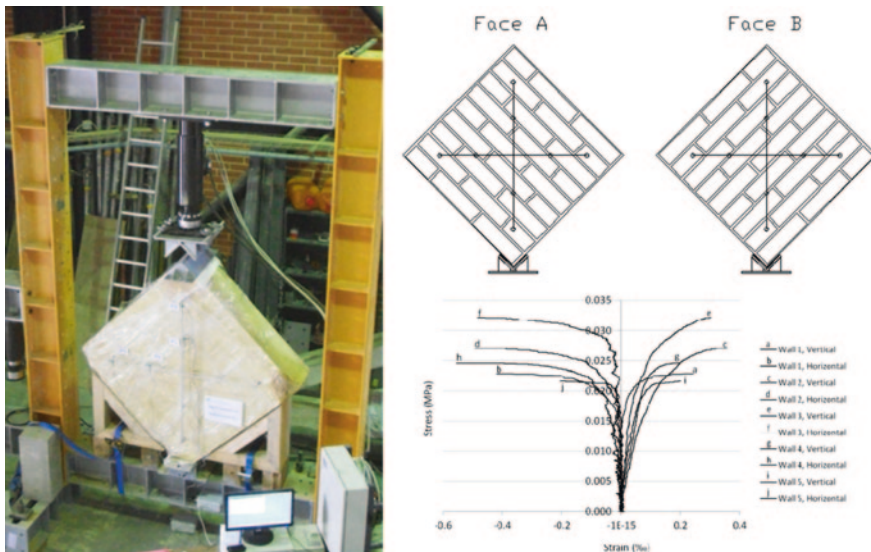 Face A
Face B
0.035
0.030
0.025
0.020
0.015
0.010
0.005
0.000
Stress (MPa)
-0.6
-0.4
-0.2
-1E-15
0.2
0.4
Strain (‰)
f
e
d
c
h
g
b
a
j
i
a Wall 1, Vertical
b Wall 1, Horizontal
c Wall 2, Vertical
d Wall 2, Horizontal
e Wall 3, Vertical
f Wall 3, Horizontal
g Wall 4, Vertical
h Wall 4, Horizontal
i Wall 5, Vertical
j Wall 5, Horizontal